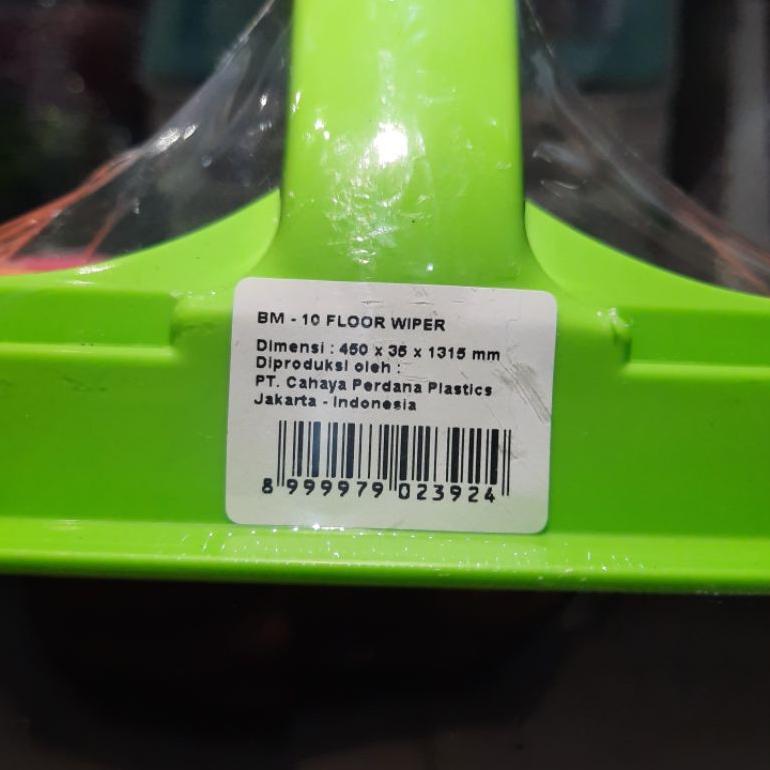 BM - 10 FLOOR WIPER
Dimensi : 450 x 35 x 1315 mm
Diproduksi oleh :
PT. Cahaya Perdana Plastics
Jakarta - Indonesia
8 999979 023924